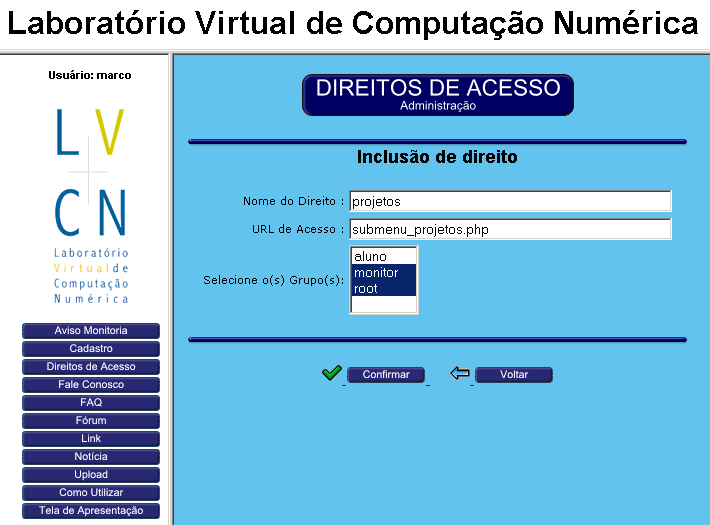 Laboratório Virtual de Computação Numérica
Usuário: marco
L V
C N
Laboratório
Virtual de
Computação
Numérica
Aviso Monitoria
Cadastro
Direitos de Acesso
Fale Conosco
FAQ
Fórum
Link
Notícia
Upload
Como Utilizar
Tela de Apresentação
DIREITOS DE ACESSO
Administração
Inclusão de direito
Nome do Direito : projetos
URL de Acesso : submenu_projetos.php
Selecione o(s) Grupo(s): aluno
monitor
root
Confirmar Voltar